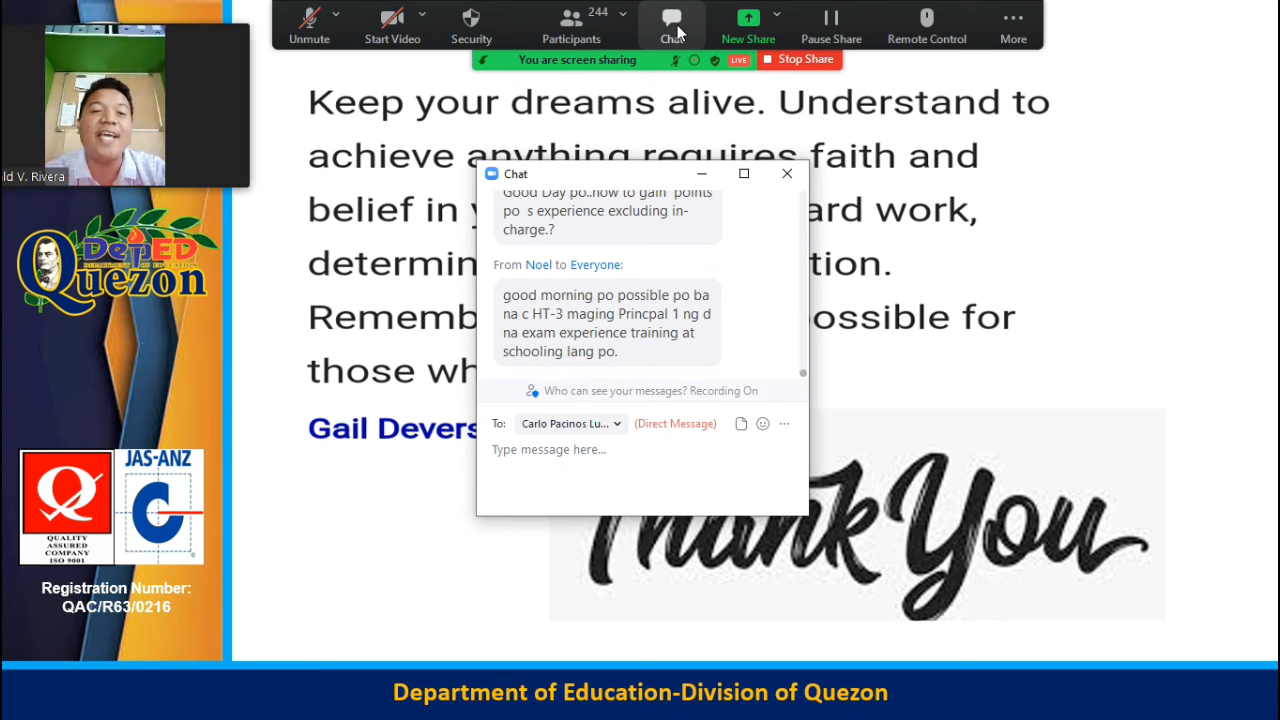 244
Unmute
Start Video
Security
Participants
Chat
New Share
Pause Share
Remote Control
More
You are screen sharing
LIVE
Stop Share
ld V. Rivera
Keep your dreams alive. Understand to
achieve anything requires faith and
belief in
ard work,
determin
tion.
Rememb
ossible for
those wh
Gail Devers
Chat
Good Day po..how to gain points
po s experience excluding in-
charge.?
From Noel to Everyone:
good morning po possible po ba
na c HT-3 maging Princpal 1 ng d
na exam experience training at
schooling lang po.
Who can see your messages? Recording On
To: Carlo Pacinos Lu... (Direct Message)
Type message here...
Thank You
DepED
DEPARTMENT OF EDUCATION
Quezon
Q
QUALITY
ASSURED
COMPANY
ISO 9001
JAS-ANZ
Registration Number:
QAC/R63/0216
Department of Education-Division of Quezon